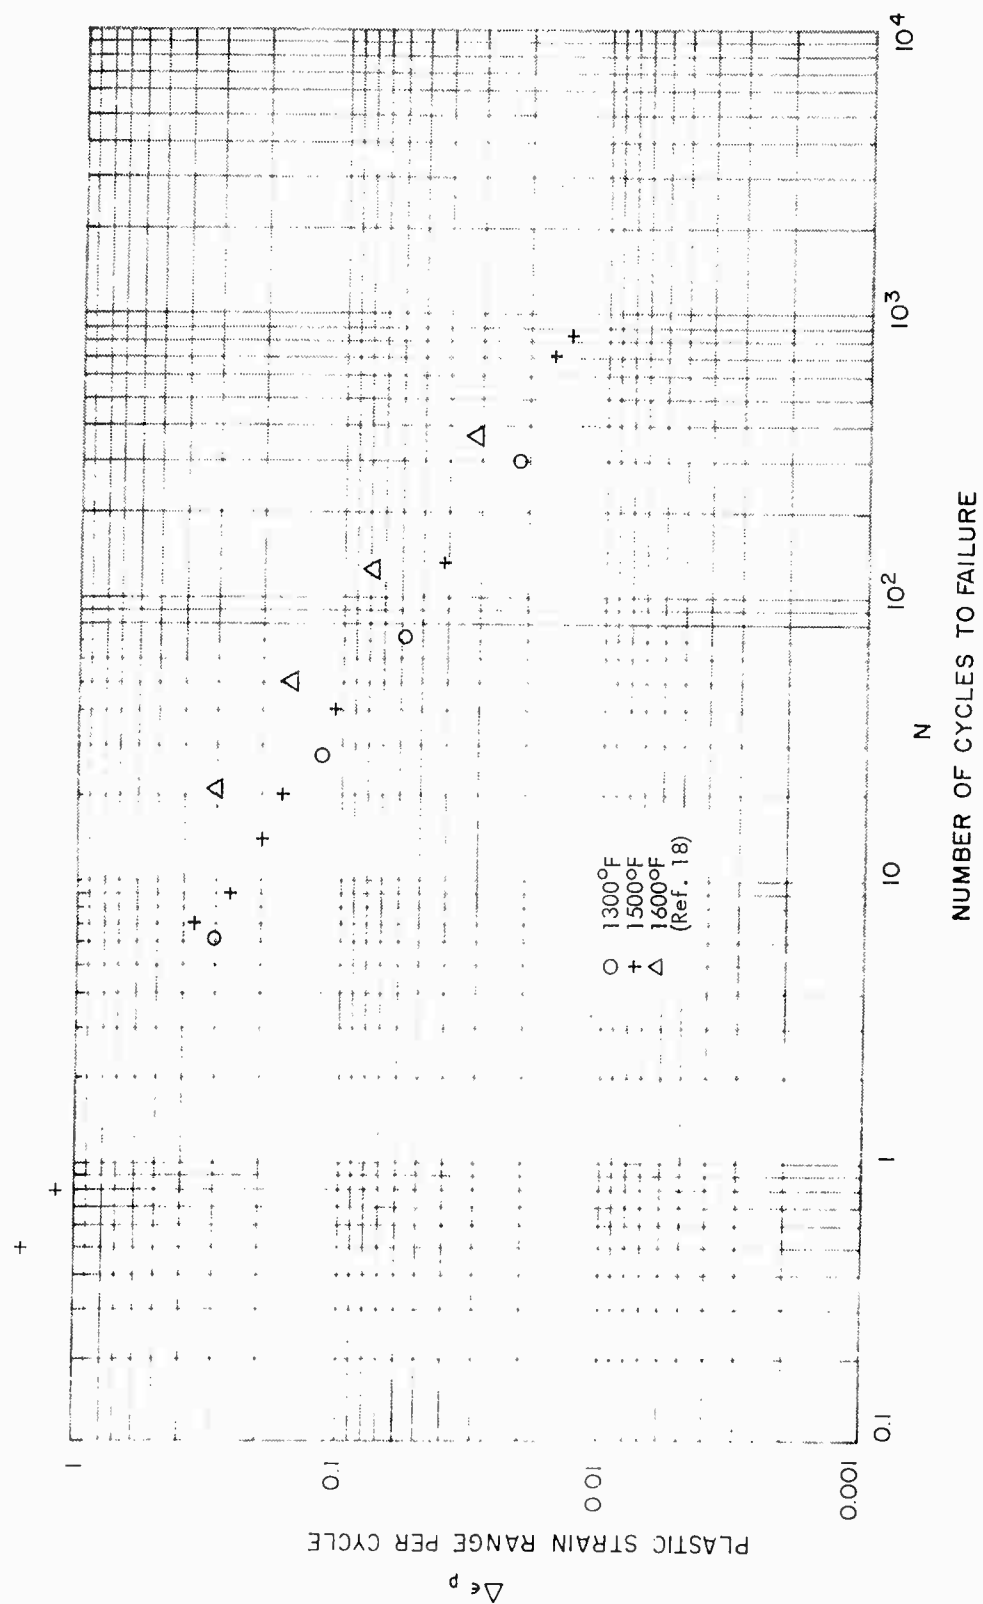 Δϵp
PLASTIC STRAIN RANGE PER CYCLE
1
0.1
0 01
0.001
○ 1300°F
+ 1500°F
△ 1600°F
(Ref. 18)
0.1
1
10
10²
10³
10⁴
N
NUMBER OF CYCLES TO FAILURE